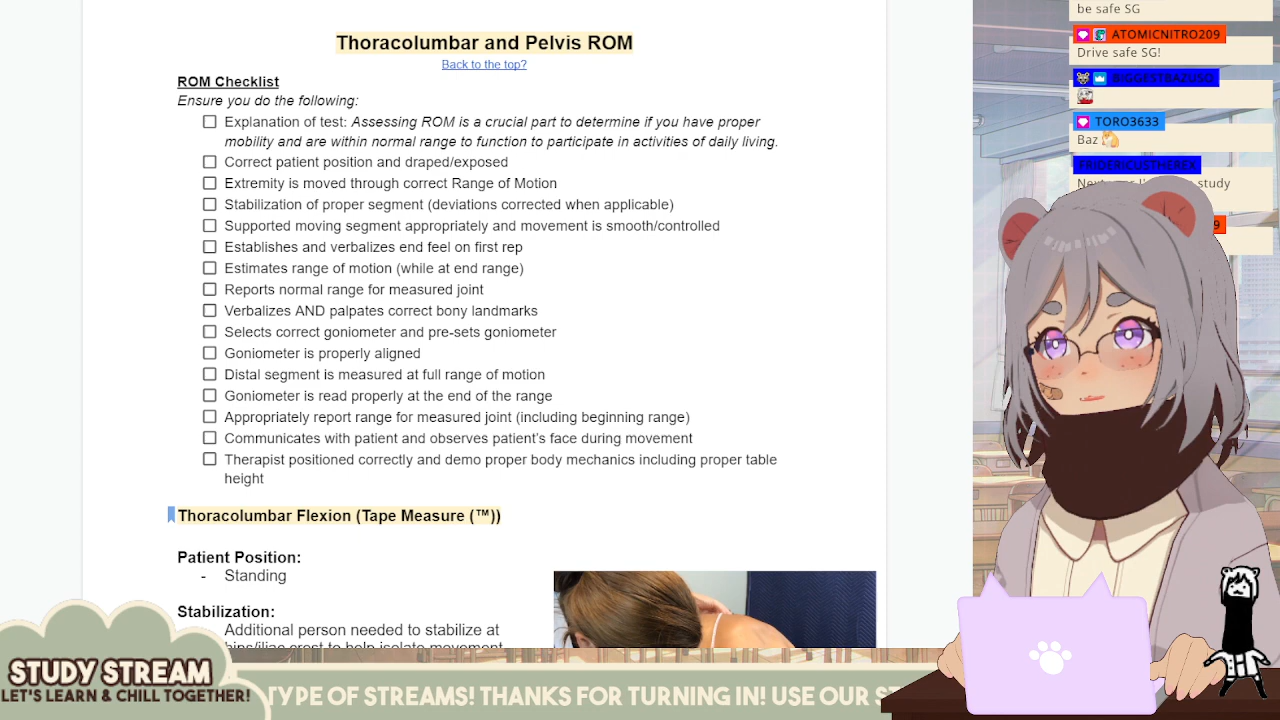 Thoracolumbar and Pelvis ROM
Back to the top?
ROM Checklist
Ensure you do the following:
Explanation of test: Assessing ROM is a crucial part to determine if you have proper
mobility and are within normal range to function to participate in activities of daily living.
Correct patient position and draped/exposed
Extremity is moved through correct Range of Motion
Stabilization of proper segment (deviations corrected when applicable)
Supported moving segment appropriately and movement is smooth/controlled
Establishes and verbalizes end feel on first rep
Estimates range of motion (while at end range)
Reports normal range for measured joint
Verbalizes AND palpates correct bony landmarks
Selects correct goniometer and pre-sets goniometer
Goniometer is properly aligned
Distal segment is measured at full range of motion
Goniometer is read properly at the end of the range
Appropriately report range for measured joint (including beginning range)
Communicates with patient and observes patient's face during movement
Therapist positioned correctly and demo proper body mechanics including proper table
height
Thoracolumbar Flexion (Tape Measure (™))
Patient Position:
- Standing
Stabilization:
Additional person needed to stabilize at
hips/iliac crest to help isolate movement
be safe SG
ATOMICNITRO209
Drive safe SG!
BIGGESTBAZUSO
TORO3633
Baz
FRIDERICUSTHEREX
study
9
STUDY STREAM
LET'S LEARN & CHILL TOGETHER!
TYPE OF STREAMS! THANKS FOR TURNING IN! USE OUR